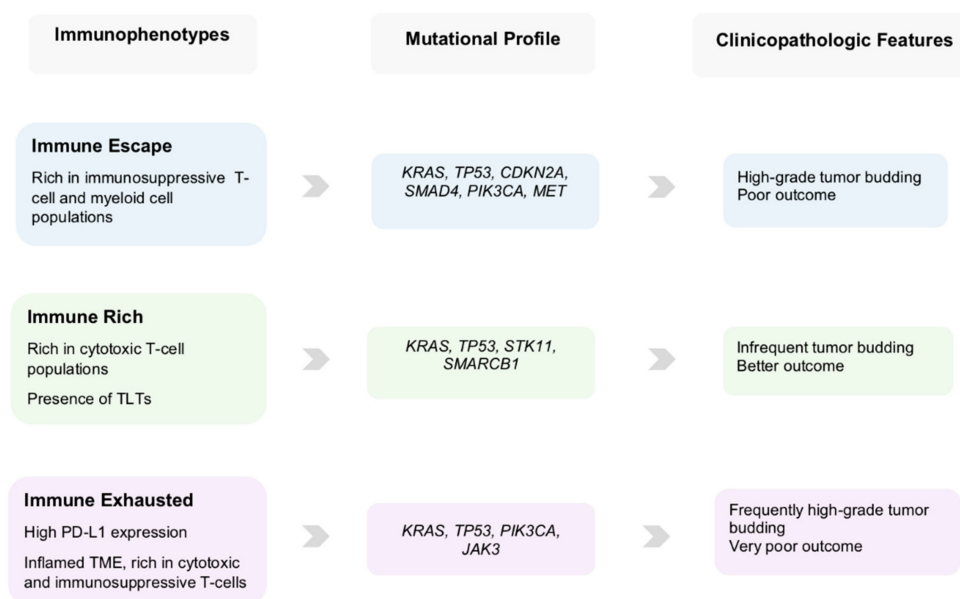 Immunophenotypes
Mutational Profile
Clinicopathologic Features
Immune Escape
Rich in immunosuppressive T-
cell and myeloid cell
populations
KRAS, TP53, CDKN2A,
SMAD4, PIK3CA, MET
High-grade tumor budding
Poor outcome
Immune Rich
Rich in cytotoxic T-cell
populations
Presence of TLTs
KRAS, TP53, STK11,
SMARCB1
Infrequent tumor budding
Better outcome
Immune Exhausted
High PD-L1 expression
Inflamed TME, rich in cytotoxic
and immunosuppressive T-cells
KRAS, TP53, PIK3CA,
JAK3
Frequently high-grade tumor
budding
Very poor outcome